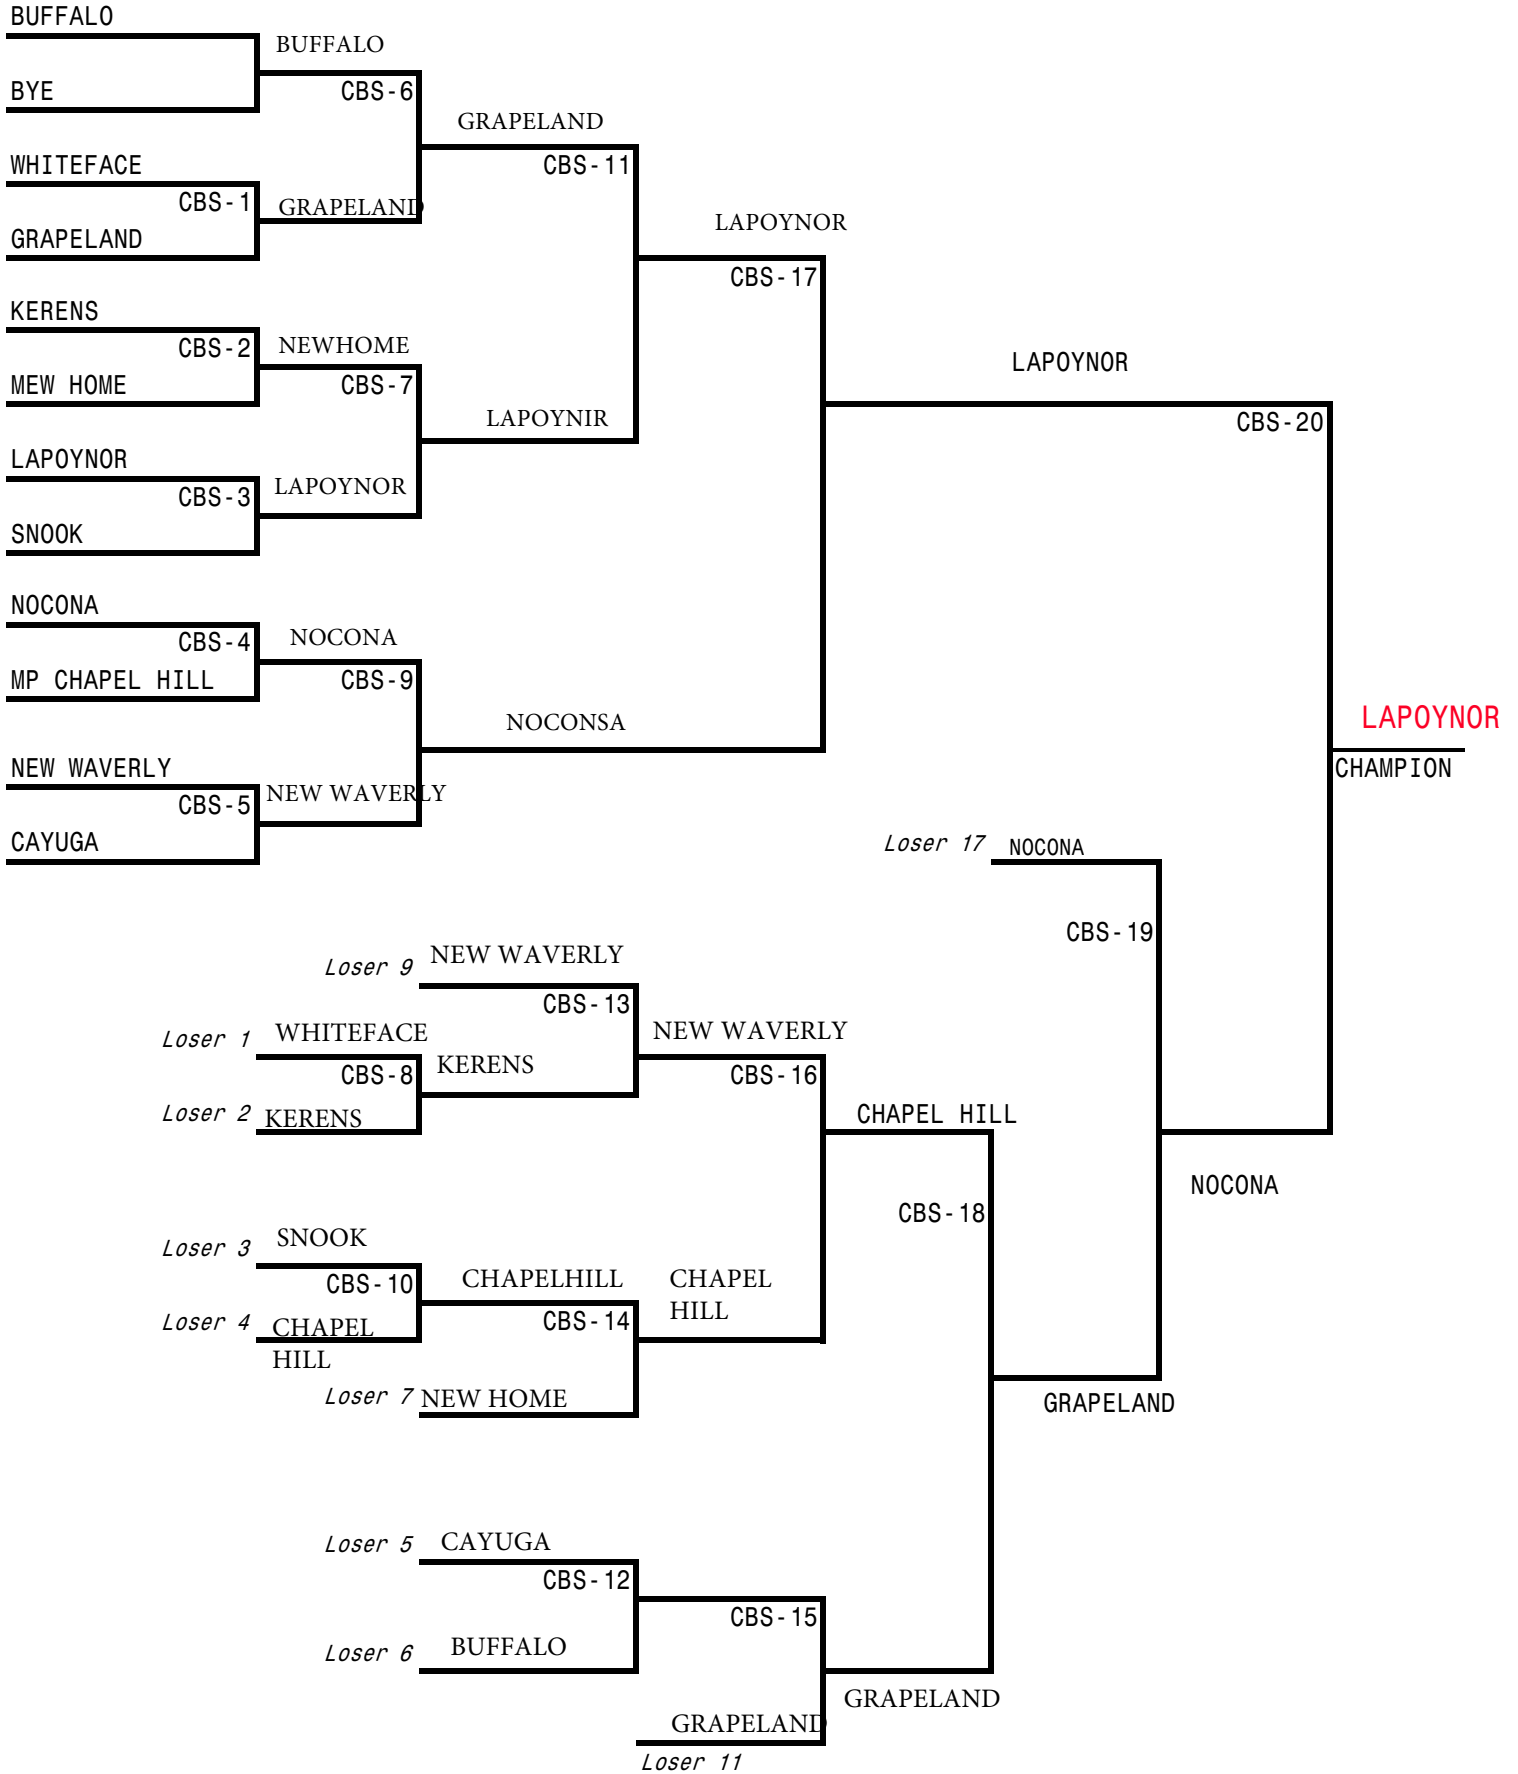 BUFFALO
BUFFALO
BYE
CBS-6
GRAPELAND
WHITEFACE
CBS-11
CBS-1
GRAPELAND
GRAPELAND
LAPOYNOR
CBS-17
KERENS
CBS-2
NEWHOME
MEW HOME
CBS-7
LAPOYNOR
LAPOYNIR
CBS-20
LAPOYNOR
CBS-3
LAPOYNOR
SNOOK
NOCONA
CBS-4
NOCONA
MP CHAPEL HILL
CBS-9
NOCONSA
LAPOYNOR
NEW WAVERLY
CHAMPION
CBS-5
NEW WAVERLY
CAYUGA
Loser 17
NOCONA
CBS-19
Loser 9
NEW WAVERLY
CBS-13
Loser 1
WHITEFACE
NEW WAVERLY
CBS-8
KERENS
CBS-16
Loser 2
KERENS
CHAPEL HILL
NOCONA
CBS-18
Loser 3
SNOOK
CBS-10
CHAPELHILL
CHAPEL
HILL
Loser 4
CHAPEL
HILL
CBS-14
Loser 7
NEW HOME
GRAPELAND
Loser 5
CAYUGA
CBS-12
CBS-15
Loser 6
BUFFALO
GRAPELAND
GRAPELAND
Loser 11